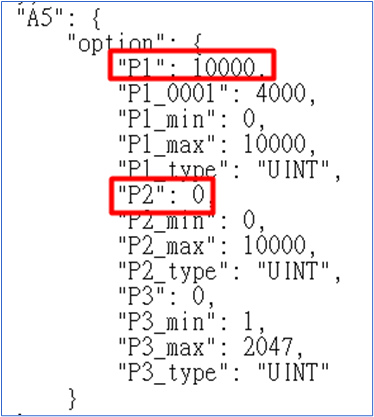 "A5": {
"option": {
"P1": 10000,
"P1_0001": 4000,
"P1_min": 0,
"P1_max": 10000,
"P1_type": "UINT",
"P2": 0,
"P2_min": 0,
"P2_max": 10000,
"P2_type": "UINT",
"P3": 0,
"P3_min": 1,
"P3_max": 2047,
"P3_type": "UINT"
}